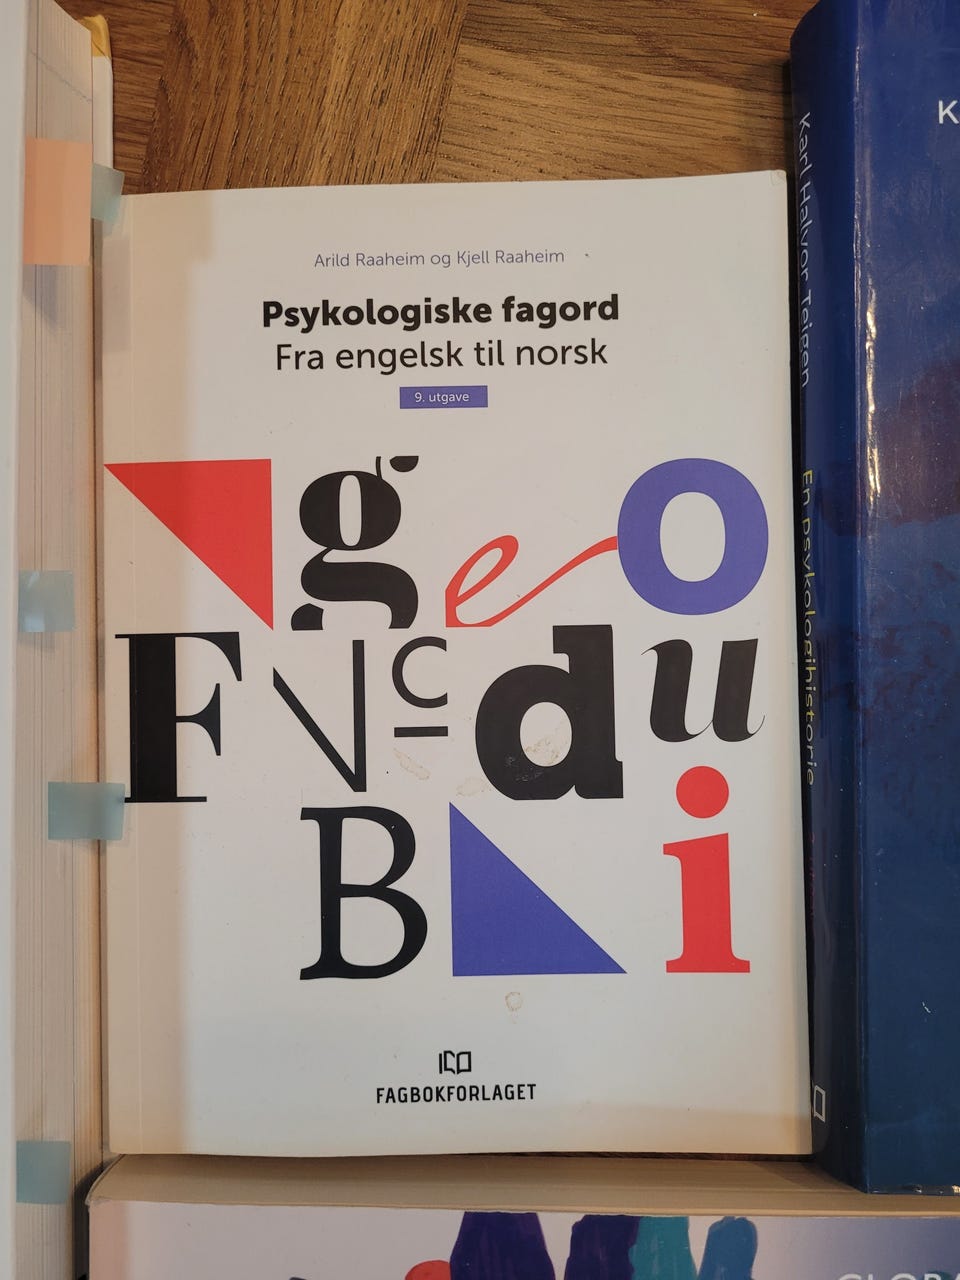 Arild Raaheim og Kjell Raaheim
Psykologiske fagord
Fra engelsk til norsk
9. utgave
g e o
F N c d u
B i
FAGBOKFORLAGET
Karl Halvor Teigen
En psykologihistorie
K
GLOBA